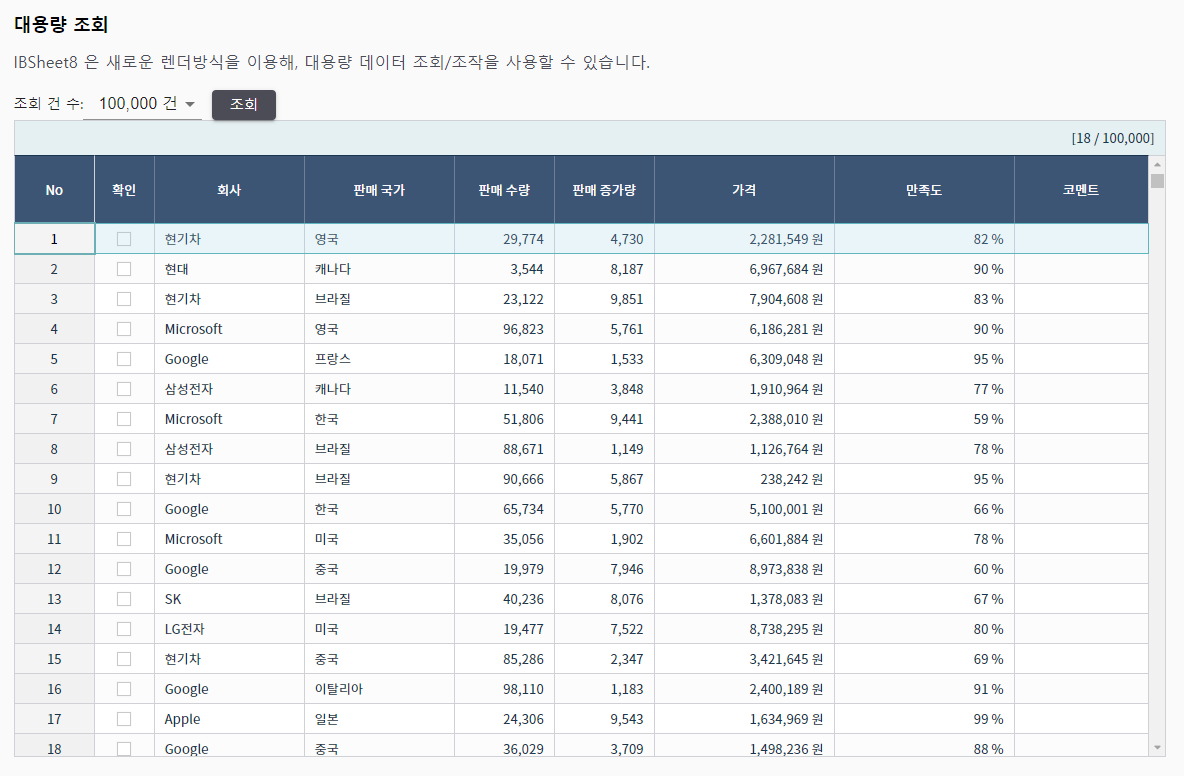 대용량 조회
IBSheet8 은 새로운 렌더방식을 이용해, 대용량 데이터 조회/조작을 사용할 수 있습니다.
조회 건 수: 100,000 건 조회
[18 / 100,000]
No 확인 회사 판매 국가 판매 수량 판매 증가량 가격 만족도 코멘트
1 현기차 영국 29,774 4,730 2,281,549 원 82 %
2 현대 캐나다 3,544 8,187 6,967,684 원 90 %
3 현기차 브라질 23,122 9,851 7,904,608 원 83 %
4 Microsoft 영국 96,823 5,761 6,186,281 원 90 %
5 Google 프랑스 18,071 1,533 6,309,048 원 95 %
6 삼성전자 캐나다 11,540 3,848 1,910,964 원 77 %
7 Microsoft 한국 51,806 9,441 2,388,010 원 59 %
8 삼성전자 브라질 88,671 1,149 1,126,764 원 78 %
9 현기차 브라질 90,666 5,867 238,242 원 95 %
10 Google 한국 65,734 5,770 5,100,001 원 66 %
11 Microsoft 미국 35,056 1,902 6,601,884 원 78 %
12 Google 중국 19,979 7,946 8,973,838 원 60 %
13 SK 브라질 40,236 8,076 1,378,083 원 67 %
14 LG전자 미국 19,477 7,522 8,738,295 원 80 %
15 현기차 중국 85,286 2,347 3,421,645 원 69 %
16 Google 이탈리아 98,110 1,183 2,400,189 원 91 %
17 Apple 일본 24,306 9,543 1,634,969 원 99 %
18 Google 중국 36,029 3,709 1,498,236 원 88 %